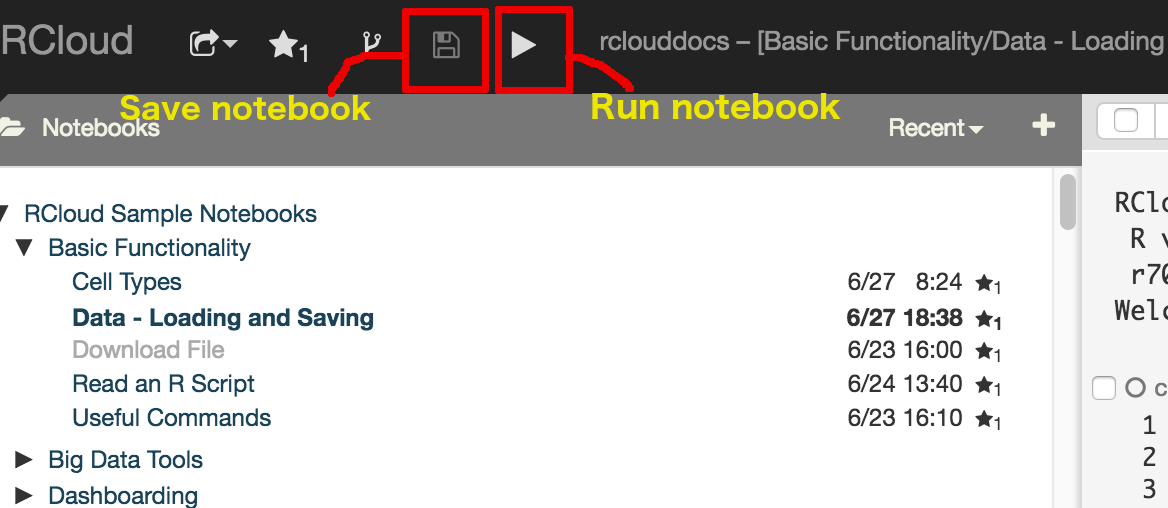 RCloud 1 rclouddocs – [Basic Functionality/Data - Loading
Save notebook Run notebook
Notebooks Recent
RCloud Sample Notebooks
Basic Functionality
Cell Types 6/27 8:24 1
Data - Loading and Saving 6/27 18:38 1
Download File 6/23 16:00 1
Read an R Script 6/24 13:40 1
Useful Commands 6/23 16:10 1
Big Data Tools
Dashboarding
RClo
R v
r70
Welc
c
1
2
3